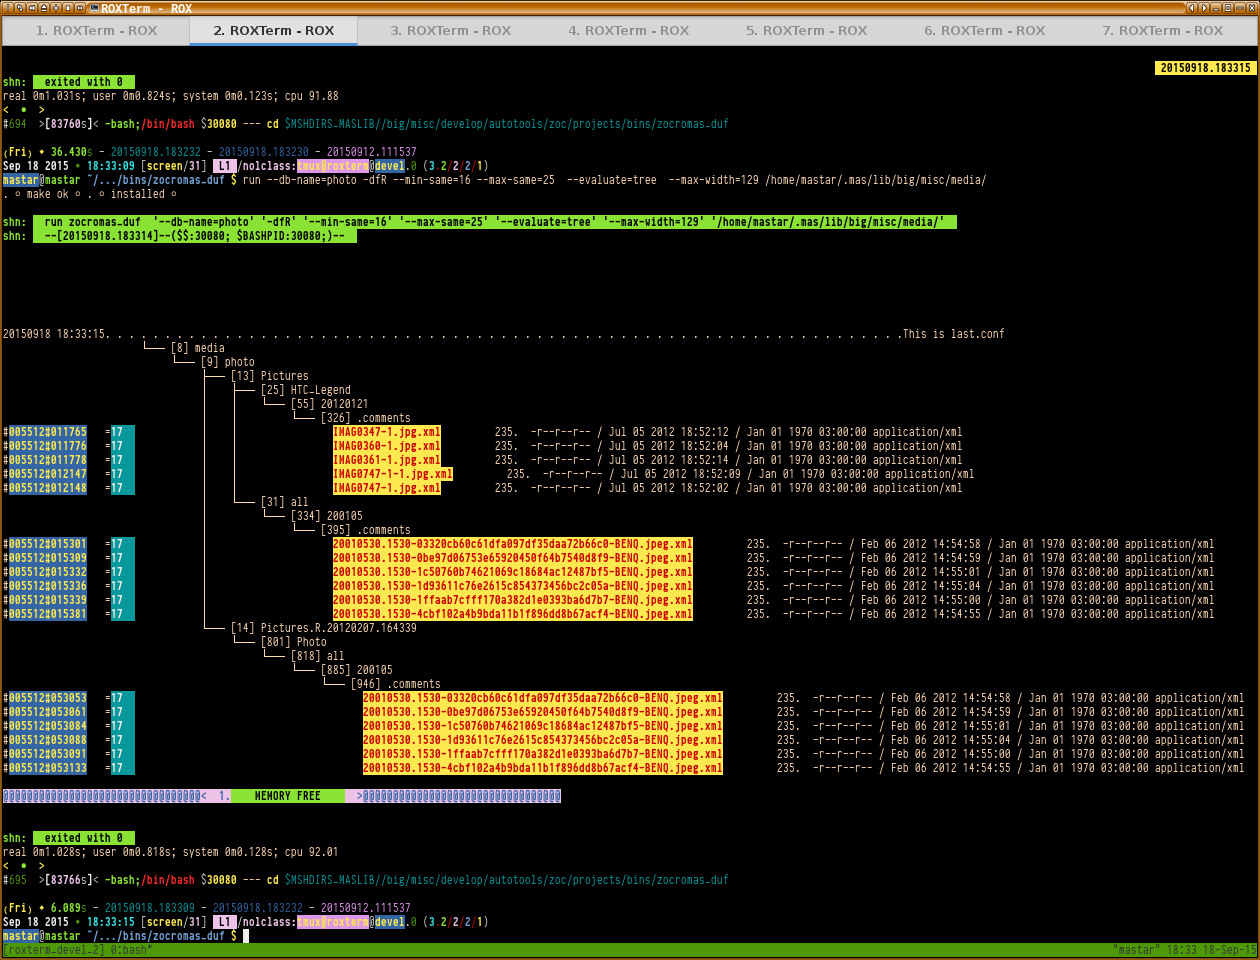 ROXTerm - ROX
1. ROXTerm - ROX 2. ROXTerm - ROX 3. ROXTerm - ROX 4. ROXTerm - ROX 5. ROXTerm - ROX 6. ROXTerm - ROX 7. ROXTerm - ROX
20150918.183315
shn: exited with 0
real 0m1.031s; user 0m0.824s; system 0m0.123s; cpu 91.88
< • >
#694 >[83760s]< -bash;/bin/bash $30080 --- cd $MSHDIRS_MASLIB//big/misc/develop/autotools/zoc/projects/bins/zocromas_duf
(Fri) • 36.430s - 20150918.183232 - 20150918.183230 - 20150912.111537
Sep 18 2015 • 18:33:09 [screen/31] L1 /nolclass:tmux@roxterm@devel.0 (3.2/2/2/1)
mastar@mastar ~/.../bins/zocromas_duf $ run --db-name=photo -dfR --min-same=16 --max-same=25 --evaluate=tree --max-width=129 /home/mastar/.mas/lib/big/misc/media/
. ∘ make ok ∘ . ∘ installed ∘
shn: run zocromas_duf '--db-name=photo' '-dfR' '--min-same=16' '--max-same=25' '--evaluate=tree' '--max-width=129' '/home/mastar/.mas/lib/big/misc/media/'
shn: --[20150918.183314]--($$:30080; $BASHPID:30080;)--
20150918 18:33:15. . . . . . . . . . . . . . . . . . . . . . . . . . . . . . . . . . . . . . . . . . . . . . . . . . . . . . . . . . . . . . . . . . .This is last.conf
└── [8] media
└── [9] photo
├── [13] Pictures
├── [25] HTC_Legend
└── [55] 20120121
└── [326] .comments
#005512#011765 =17 IMAG0347-1.jpg.xml 235. -r--r--r-- / Jul 05 2012 18:52:12 / Jan 01 1970 03:00:00 application/xml
#005512#011776 =17 IMAG0360-1.jpg.xml 235. -r--r--r-- / Jul 05 2012 18:52:04 / Jan 01 1970 03:00:00 application/xml
#005512#011778 =17 IMAG0361-1.jpg.xml 235. -r--r--r-- / Jul 05 2012 18:52:14 / Jan 01 1970 03:00:00 application/xml
#005512#012147 =17 IMAG0747-1-1.jpg.xml 235. -r--r--r-- / Jul 05 2012 18:52:09 / Jan 01 1970 03:00:00 application/xml
#005512#012148 =17 IMAG0747-1.jpg.xml 235. -r--r--r-- / Jul 05 2012 18:52:02 / Jan 01 1970 03:00:00 application/xml
└── [31] all
└── [334] 200105
└── [395] .comments
#005512#015301 =17 20010530.1530-03320cb60c61dfa097df35daa72b66c0-BENQ.jpeg.xml 235. -r--r--r-- / Feb 06 2012 14:54:58 / Jan 01 1970 03:00:00 application/xml
#005512#015309 =17 20010530.1530-0be97d06753e65920450f64b7540d8f9-BENQ.jpeg.xml 235. -r--r--r-- / Feb 06 2012 14:54:59 / Jan 01 1970 03:00:00 application/xml
#005512#015332 =17 20010530.1530-1c50760b74621069c18684ac12487bf5-BENQ.jpeg.xml 235. -r--r--r-- / Feb 06 2012 14:55:01 / Jan 01 1970 03:00:00 application/xml
#005512#015336 =17 20010530.1530-1d93611c76e2615c854373456bc2c05a-BENQ.jpeg.xml 235. -r--r--r-- / Feb 06 2012 14:55:04 / Jan 01 1970 03:00:00 application/xml
#005512#015339 =17 20010530.1530-1ffaab7cfff170a382d1e0393ba6d7b7-BENQ.jpeg.xml 235. -r--r--r-- / Feb 06 2012 14:55:00 / Jan 01 1970 03:00:00 application/xml
#005512#015381 =17 20010530.1530-4cbf102a4b9bda11b1f896dd8b67acf4-BENQ.jpeg.xml 235. -r--r--r-- / Feb 06 2012 14:54:55 / Jan 01 1970 03:00:00 application/xml
└── [14] Pictures.R.20120207.164339
└── [801] Photo
└── [818] all
└── [885] 200105
└── [946] .comments
#005512#053053 =17 20010530.1530-03320cb60c61dfa097df35daa72b66c0-BENQ.jpeg.xml 235. -r--r--r-- / Feb 06 2012 14:54:58 / Jan 01 1970 03:00:00 application/xml
#005512#053061 =17 20010530.1530-0be97d06753e65920450f64b7540d8f9-BENQ.jpeg.xml 235. -r--r--r-- / Feb 06 2012 14:54:59 / Jan 01 1970 03:00:00 application/xml
#005512#053084 =17 20010530.1530-1c50760b74621069c18684ac12487bf5-BENQ.jpeg.xml 235. -r--r--r-- / Feb 06 2012 14:55:01 / Jan 01 1970 03:00:00 application/xml
#005512#053088 =17 20010530.1530-1d93611c76e2615c854373456bc2c05a-BENQ.jpeg.xml 235. -r--r--r-- / Feb 06 2012 14:55:04 / Jan 01 1970 03:00:00 application/xml
#005512#053091 =17 20010530.1530-1ffaab7cfff170a382d1e0393ba6d7b7-BENQ.jpeg.xml 235. -r--r--r-- / Feb 06 2012 14:55:00 / Jan 01 1970 03:00:00 application/xml
#005512#053133 =17 20010530.1530-4cbf102a4b9bda11b1f896dd8b67acf4-BENQ.jpeg.xml 235. -r--r--r-- / Feb 06 2012 14:54:55 / Jan 01 1970 03:00:00 application/xml
@@@@@@@@@@@@@@@@@@@@@@@@@@@@@@@@@< 1. MEMORY FREE >@@@@@@@@@@@@@@@@@@@@@@@@@@@@@@@@@
shn: exited with 0
real 0m1.028s; user 0m0.818s; system 0m0.128s; cpu 92.01
< • >
#695 >[83766s]< -bash;/bin/bash $30080 --- cd $MSHDIRS_MASLIB//big/misc/develop/autotools/zoc/projects/bins/zocromas_duf
(Fri) • 6.089s - 20150918.183309 - 20150918.183232 - 20150912.111537
Sep 18 2015 • 18:33:15 [screen/31] L1 /nolclass:tmux@roxterm@devel.0 (3.2/2/2/1)
mastar@mastar ~/.../bins/zocromas_duf $
[roxterm_devel_2] 0:bash* "mastar" 18:33 18-Sep-15